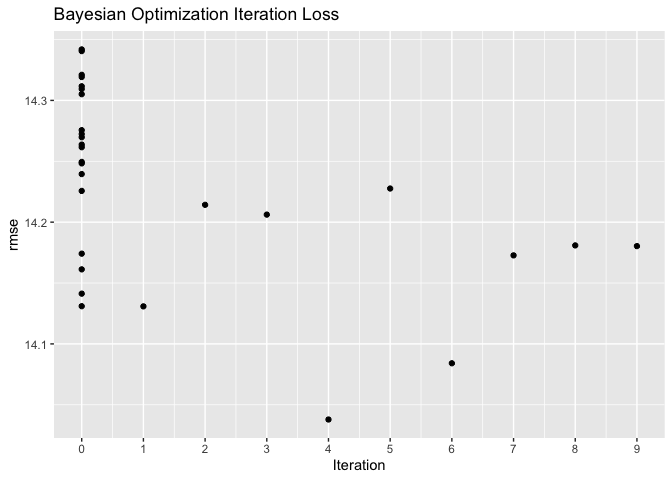 Bayesian Optimization Iteration Loss
14.3
14.2
14.1
rmse
0 1 2 3 4 5 6 7 8 9
Iteration